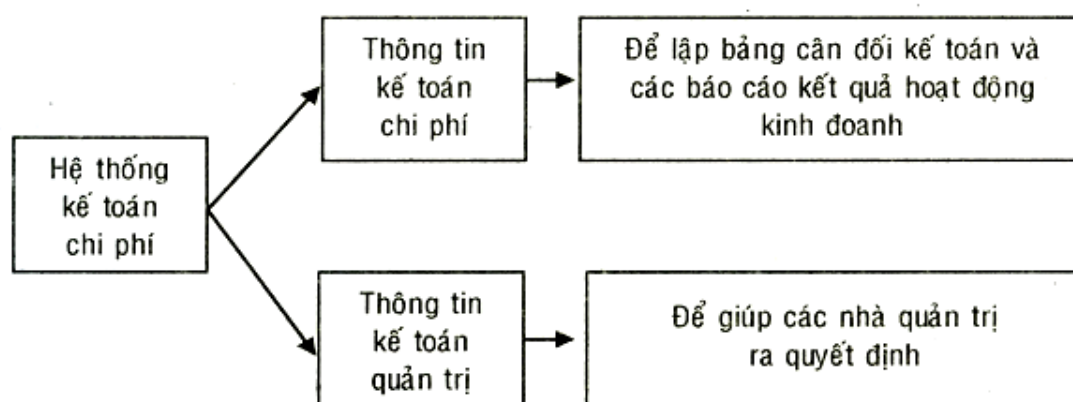 Thông tin
kế toán
chi phí
Để lập bảng cân đối kế toán và
các báo cáo kết quả hoạt động
kinh doanh
Hệ thống
kế toán
chi phí
Thông tin
kế toán
quản trị
Để giúp các nhà quản trị
ra quyết định